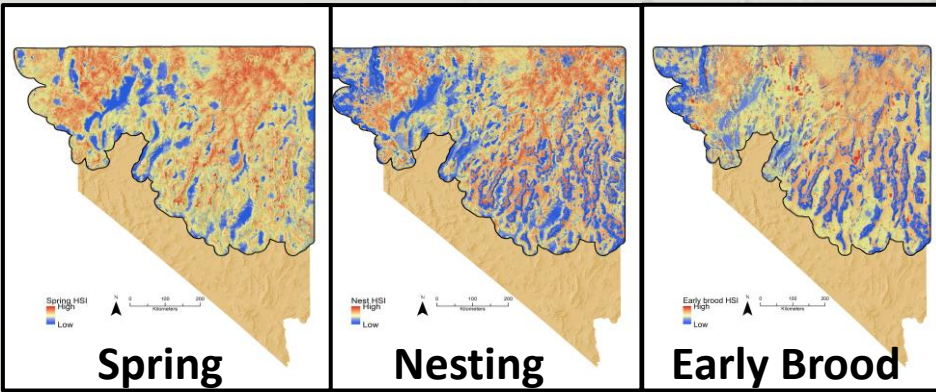 Spring HSI
High
Low
N
0 100 200
Kilometers
Spring
Nest HSI
High
Low
N
0 100 200
Kilometers
Nesting
Early brood HSI
High
Low
N
0 100 200
Kilometers
Early Brood